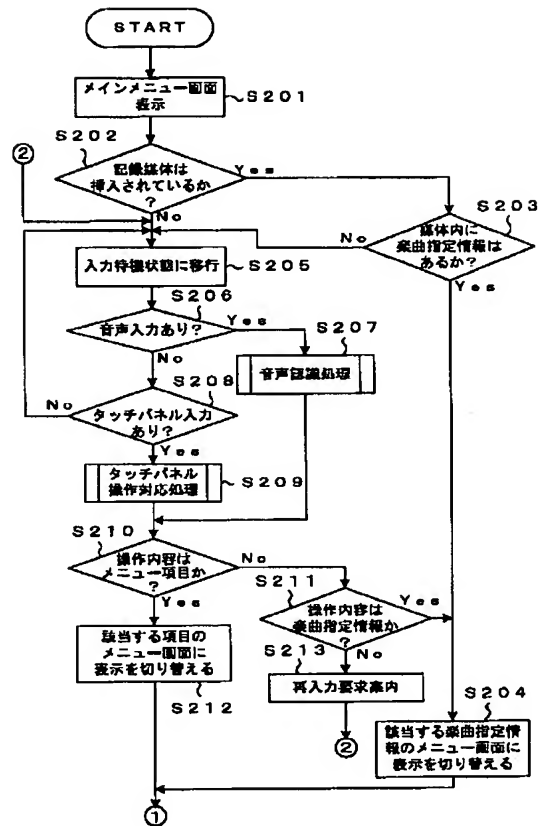 START
メインメニュー画面
表示
S201
S202
②
記録媒体は
挿入されているか
?
Yes
No
S203
媒体内に
楽曲指定情報は
あるか?
No
Yes
入力待機状態に移行
S205
S206
音声入力あり?
Yes
No
S207
音声認識処理
S208
タッチパネル入力
あり?
No
Yes
タッチパネル
操作対応処理
S209
S210
操作内容は
メニュー項目か
?
No
Yes
S211
操作内容は
楽曲指定情報か
?
Yes
No
該当する項目の
メニュー画面に
表示を切り替える
S212
S213
再入力要求案内
②
S204
該当する楽曲指定情
報のメニュー画面に
表示を切り替える
①